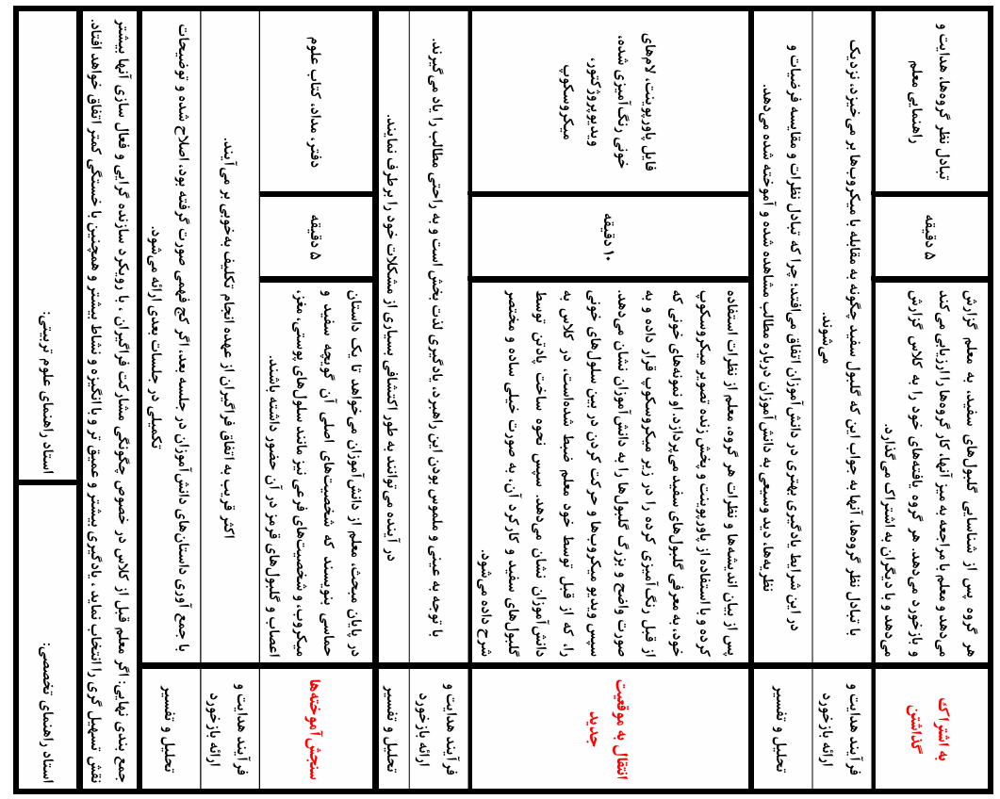 به اشتراک
گذاشتن
هر گروه پس از شناسایی گلبول‌های سفید، به معلم گزارش
می‌دهد و معلم با مراجعه به میز آنها، کار گروه‌ها را ارزیابی می‌کند
و بازخورد می‌دهد. هر گروه یافته‌های خود را به کلاس گزارش
می‌دهد و با دیگران به اشتراک می‌گذارد.
۵ دقیقه
تبادل نظر گروه‌ها، هدایت و
راهنمایی معلم
فرآیند هدایت و
ارائه بازخورد
با تبادل نظر گروه‌ها، آنها به جواب این که گلبول سفید چگونه به مقابله با میکروب‌ها بر می‌خیزد، نزدیک
می‌شوند.
تحلیل و تفسیر
در این شرایط یادگیری بهتری در دانش‌آموزان اتفاق می‌افتد؛ چرا که تبادل نظرات و مقایسه فرضیات و
نظریه‌ها، دید وسیعی به دانش‌آموزان درباره مطالب مشاهده شده و آموخته شده می‌دهد.
انتقال به موقعیت
جدید
پس از بیان اندیشه‌ها و نظرات هر گروه، معلم از نظرات استفاده
کرده و با استفاده از پاورپوینت و پخش زنده تصویر میکروسکوپ
خود، به معرفی گلبول‌های سفید می‌پردازد. او نمونه‌های خونی که
از قبل رنگ‌آمیزی کرده را در زیر میکروسکوپ قرار داده و به
صورت واضح و بزرگ گلبول‌ها را به دانش‌آموزان نشان می‌دهد.
سپس ویدیو میکروب‌ها و حرکت کردن در بین سلول‌های خونی
را، که از قبل توسط خود معلم ضبط شده‌است، در کلاس به
دانش‌آموزان نشان می‌دهد. سپس نحوه ساخت پادتن توسط
گلبول‌های سفید و کارکرد آن، به صورت خیلی ساده و مختصر
شرح داده می‌شود.
۱۰ دقیقه
فایل پاورپوینت، لام‌های
خونی رنگ‌آمیزی شده،
ویدیوپروژکتور،
میکروسکوپ
فرآیند هدایت و
ارائه بازخورد
با توجه به عینی و ملموس بودن این راهبرد، یادگیری لذت بخش است و به راحتی مطالب را یاد می‌گیرند.
تحلیل و تفسیر
در آینده می‌توانند به طور اکتشافی بسیاری از مشکلات خود را برطرف نمایند.
سنجش آموخته‌ها
در پایان مبحث، معلم از دانش‌آموزان می‌خواهد تا یک داستان
حماسی بنویسند که شخصیت‌های اصلی آن گویچه سفید و
میکروب، و شخصیت‌های فرعی نیز مانند سلول‌های پوستی، مغز،
اعصاب و گلبول‌های قرمز در آن حضور داشته باشند.
۵ دقیقه
دفتر، مداد، کتاب علوم
فرآیند هدایت و
ارائه بازخورد
اکثر قریب به اتفاق فراگیران از عهده انجام تکلیف به‌خوبی بر می‌آیند.
تحلیل و تفسیر
با جمع آوری داستان‌های دانش‌آموزان در جلسه بعد، اگر کج فهمی صورت گرفته بود، اصلاح شده و توضیحات
تکمیلی در جلسات بعدی ارائه می‌شود.
جمع بندی نهایی: اگر معلم قبل از کلاس در خصوص چگونگی مشارکت فراگیران ، با رویکرد سازنده گرایی و فعال سازی آنها بیشتر
نقش تسهیل گری را انتخاب نماید ، یادگیری بیشتر و عمیق تر و با انگیزه و نشاط بیشتر و همچنین با خستگی کمتر اتفاق خواهد افتاد.
استاد راهنمای تخصصی:
استاد راهنمای علوم تربیتی: